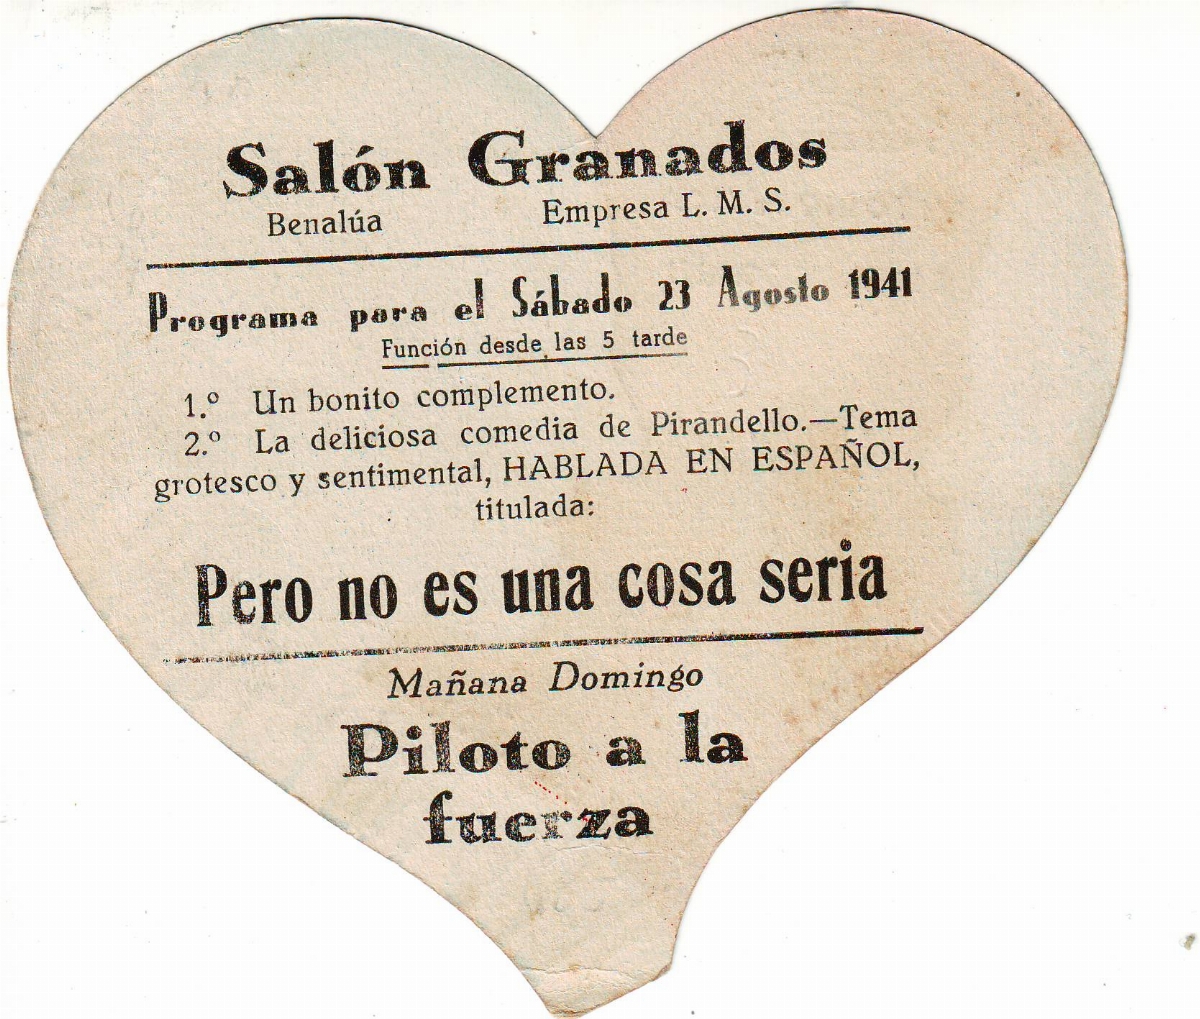 Salón Granados
Benalúa Empresa L. M. S.
Programa para el Sábado 23 Agosto 1941
Función desde las 5 tarde
1.º Un bonito complemento.
2.º La deliciosa comedia de Pirandello.—Tema
grotesco y sentimental, HABLADA EN ESPAÑOL,
titulada:
Pero no es una cosa seria
Mañana Domingo
Piloto a la
fuerza